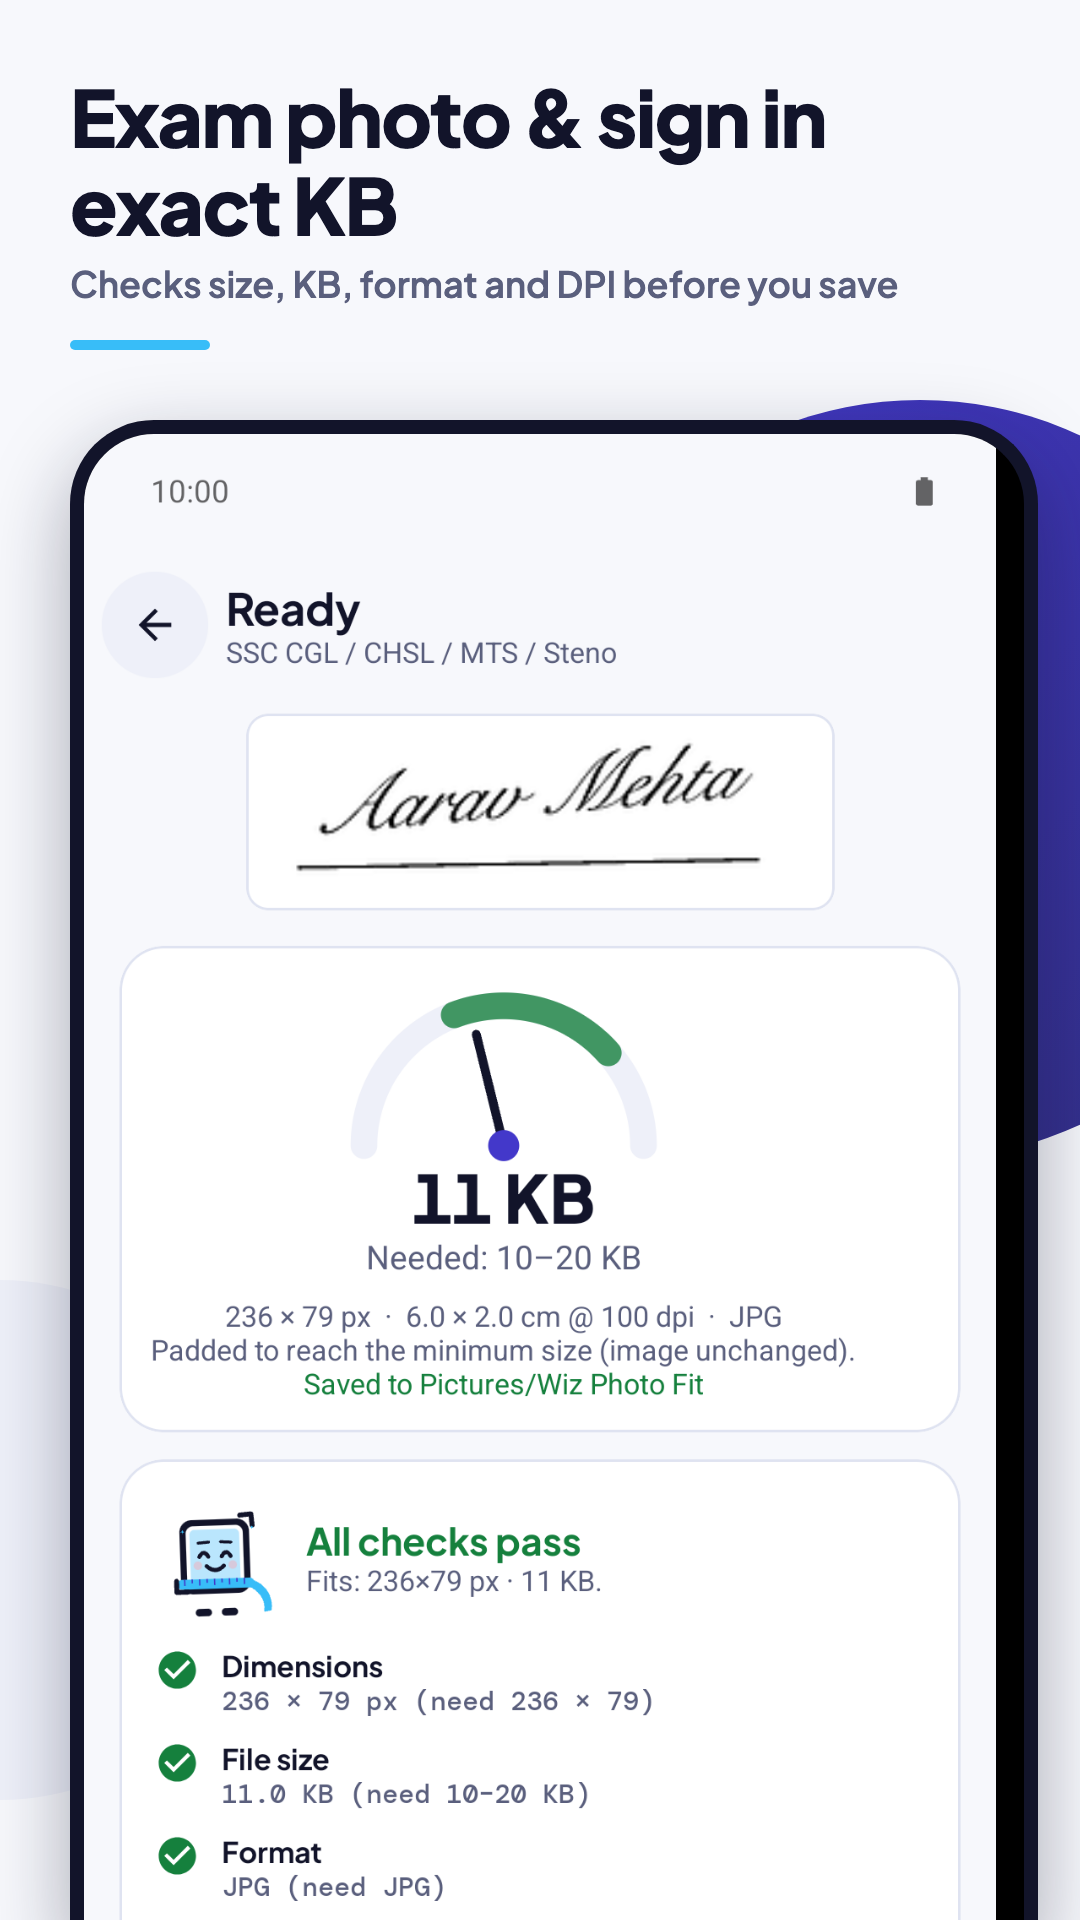 Exam photo & sign in
exact KB
Checks size, KB, format and DPI before you save
10:00
Ready
SSC CGL / CHSL / MTS / Steno
Aarav Mehta
11 KB
Needed: 10–20 KB
236 × 79 px · 6.0 × 2.0 cm @ 100 dpi · JPG
Padded to reach the minimum size (image unchanged).
Saved to Pictures/Wiz Photo Fit
All checks pass
Fits: 236×79 px · 11 KB.
Dimensions
236 × 79 px (need 236 × 79)
File size
11.0 KB (need 10–20 KB)
Format
JPG (need JPG)